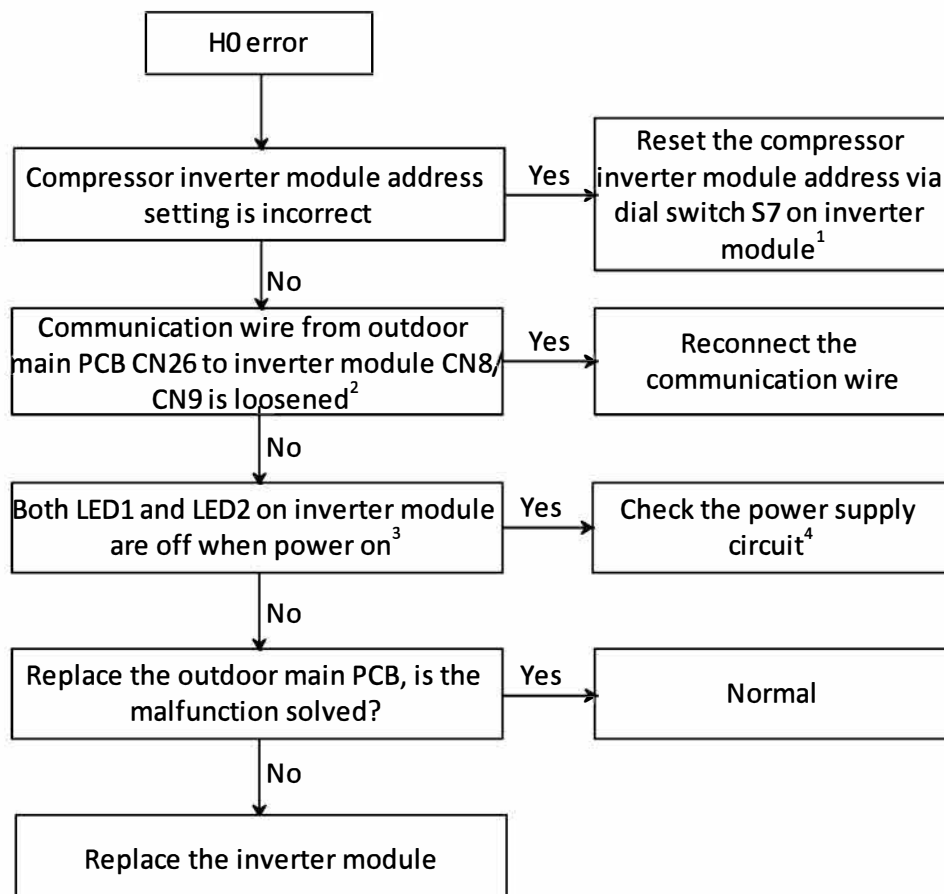 H0 error
Compressor inverter module address
setting is incorrect
Yes
Reset the compressor
inverter module address via
dial switch S7 on inverter
module¹
No
Communication wire from outdoor
main PCB CN26 to inverter module CN8/
CN9 is loosened²
Yes
Reconnect the
communication wire
No
Both LED1 and LED2 on inverter module
are off when power on³
Yes
Check the power supply
circuit⁴
No
Replace the outdoor main PCB, is the
malfunction solved?
Yes
Normal
No
Replace the inverter module